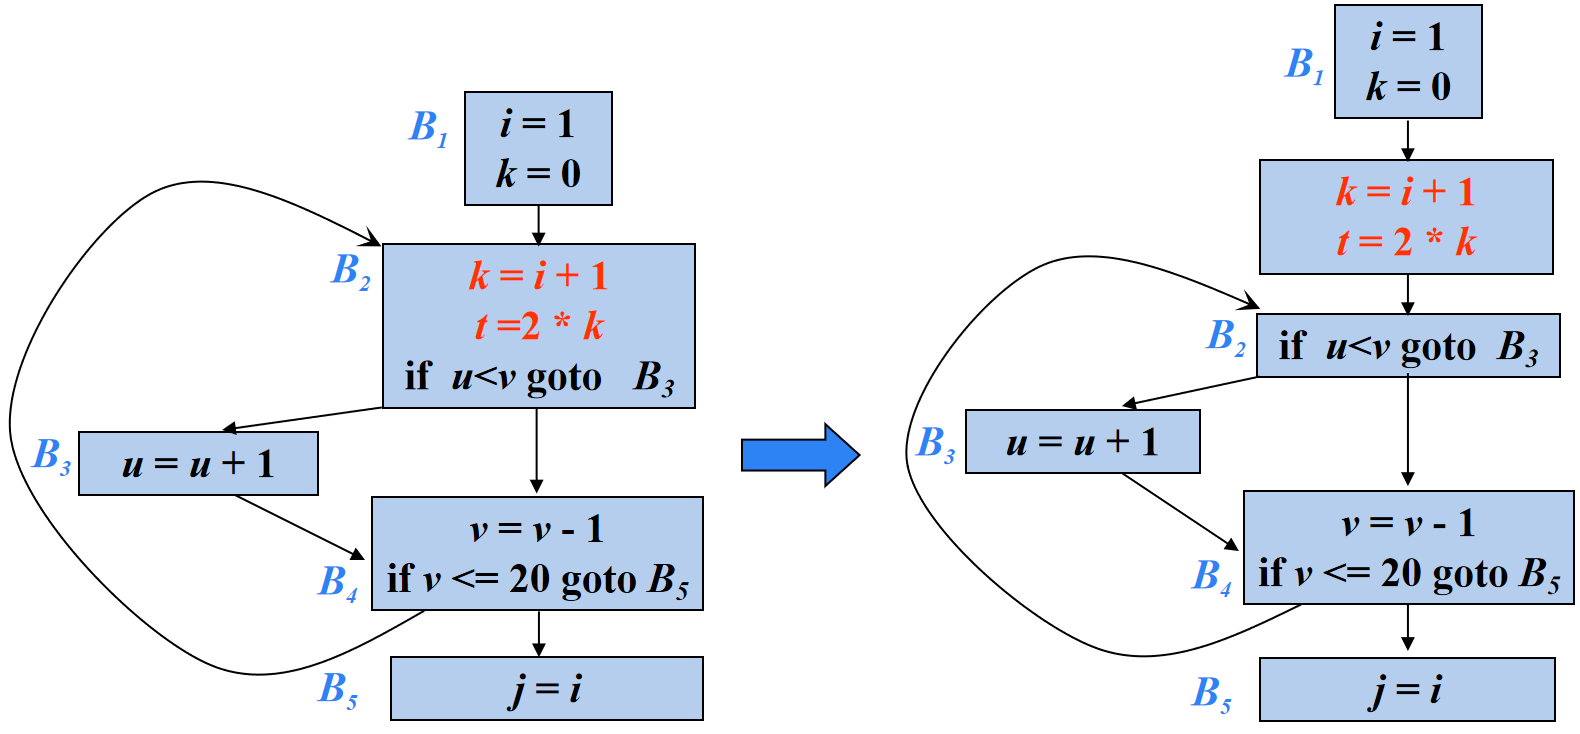 B₁
i = 1
k = 0
B₂
k = i + 1
t =2 * k
if u<v goto B₃
B₃
u = u + 1
B₄
v = v - 1
if v <= 20 goto B₅
B₅
j = i
B₁
i = 1
k = 0
k = i + 1
t = 2 * k
B₂
if u<v goto B₃
B₃
u = u + 1
B₄
v = v - 1
if v <= 20 goto B₅
B₅
j = i